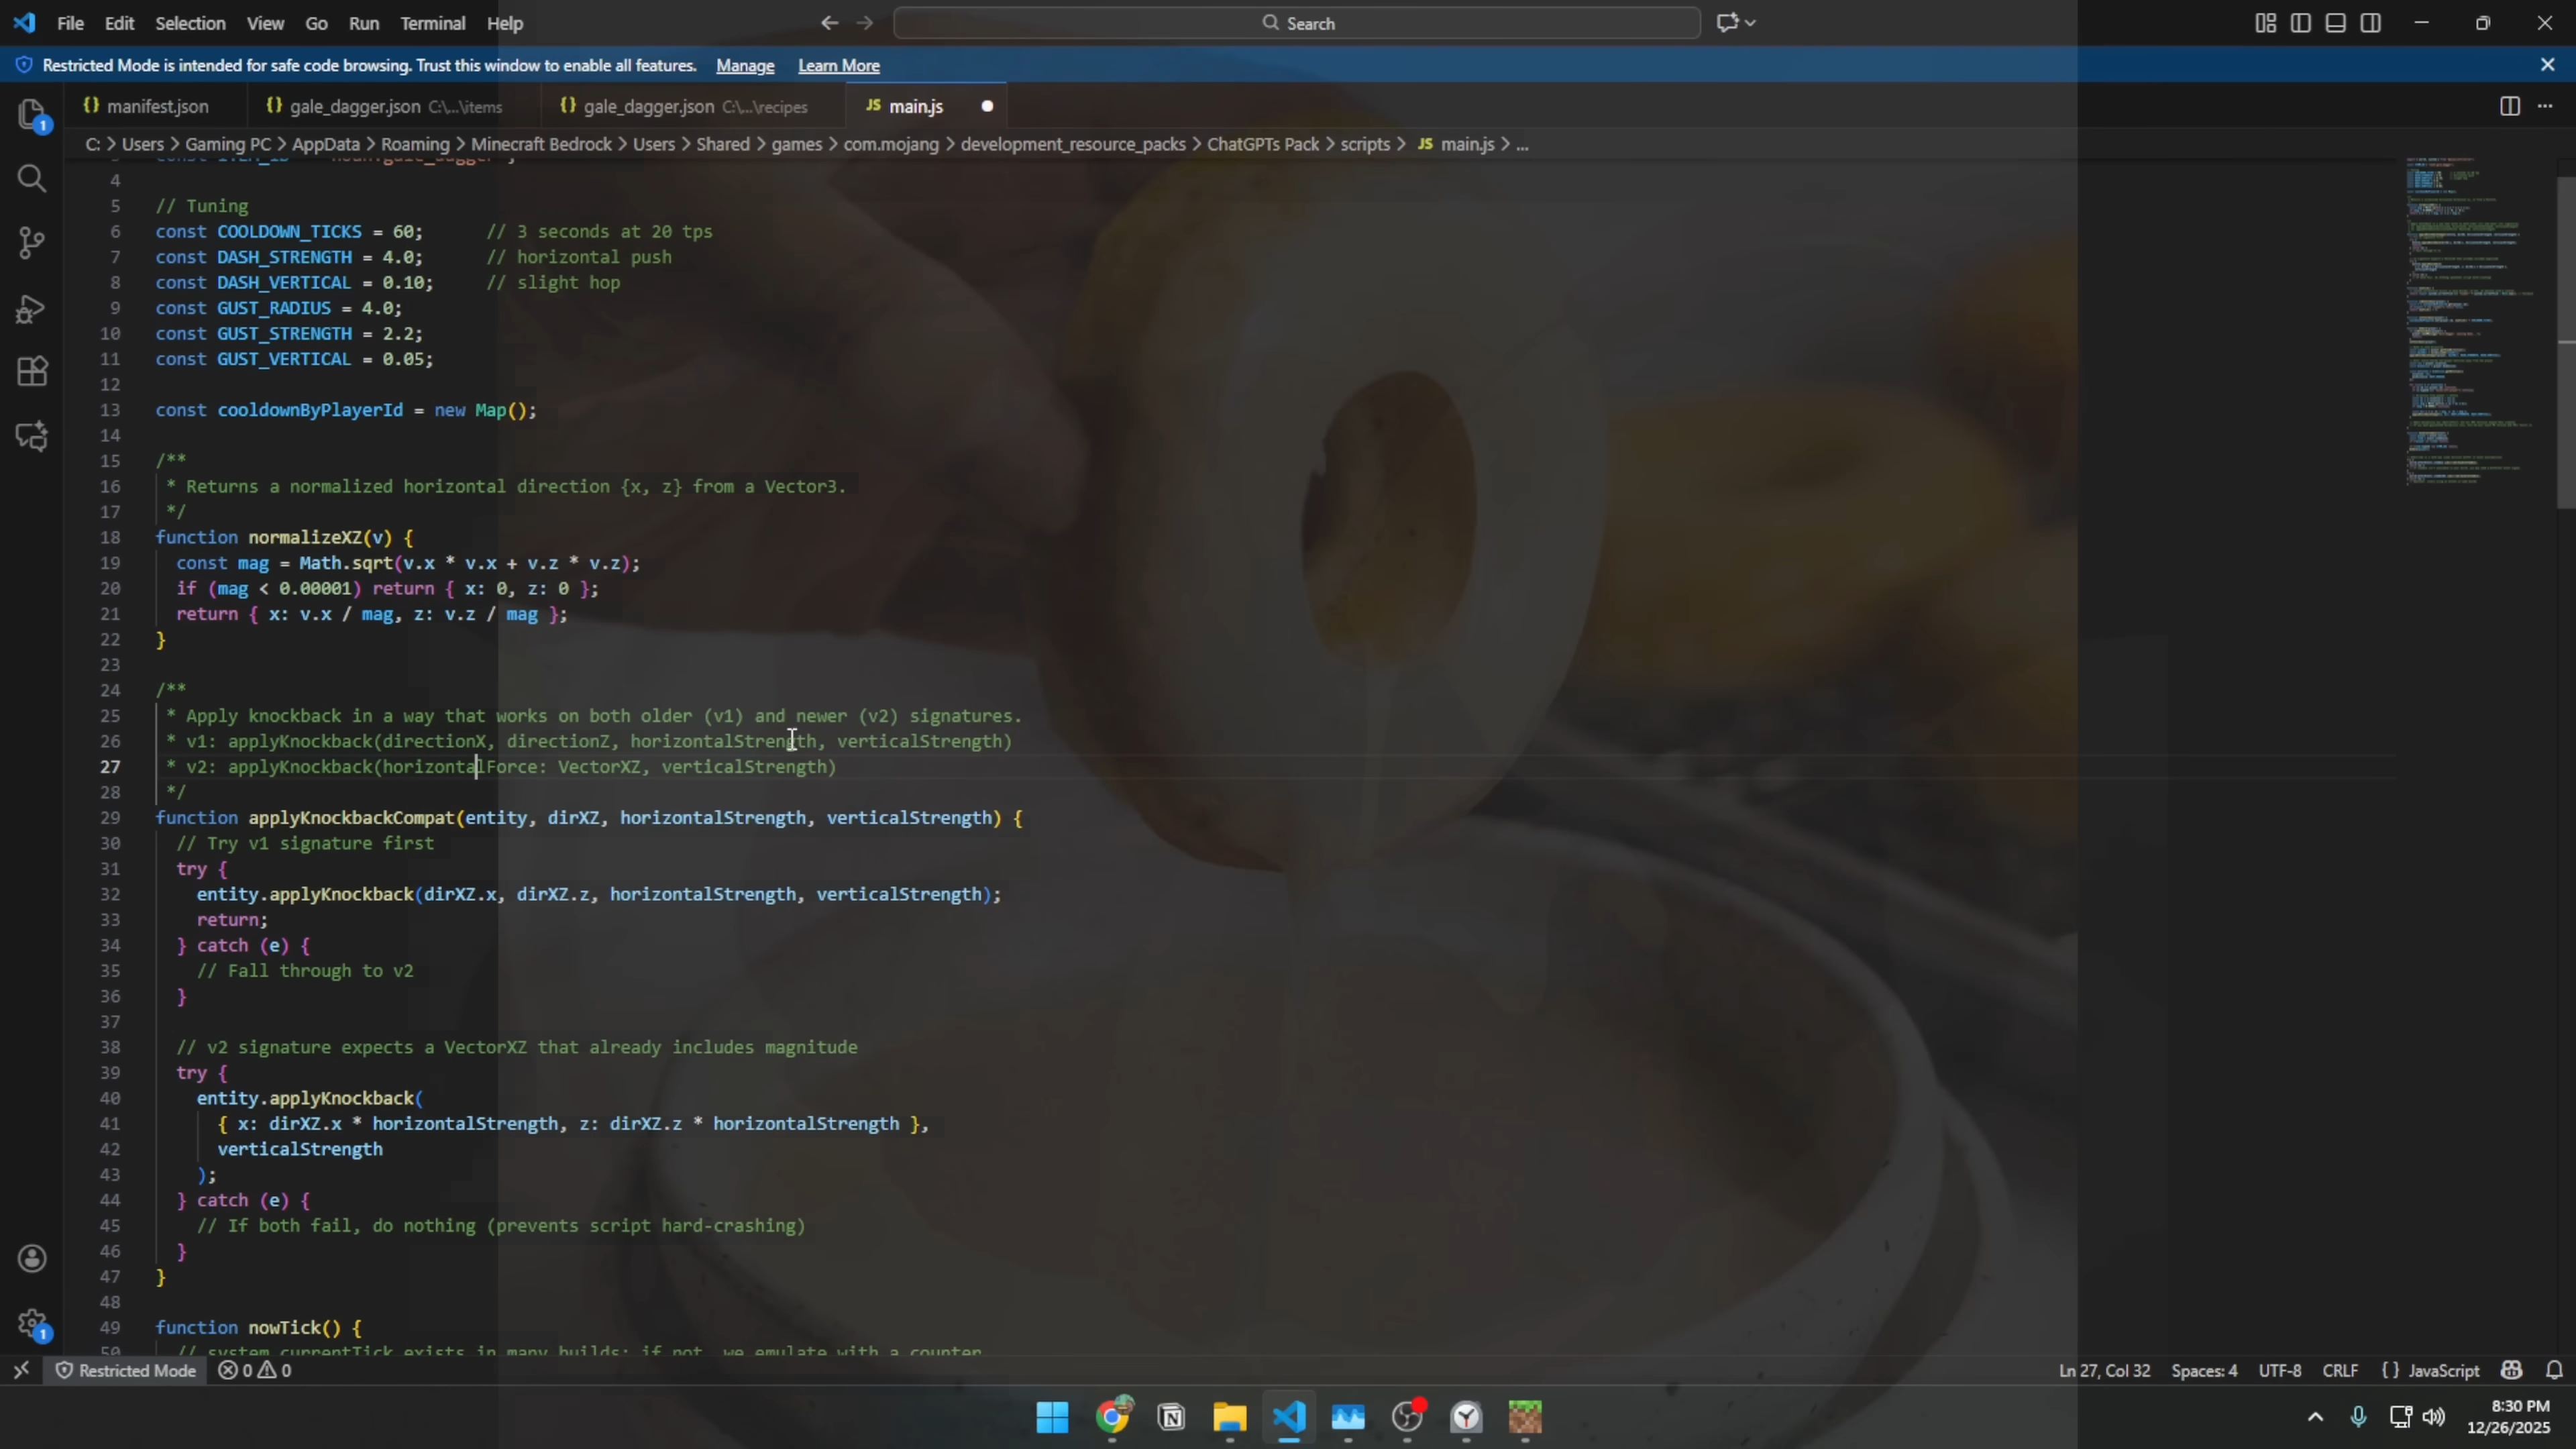 File Edit Selection View Go Run Terminal Help
Search
Restricted Mode is intended for safe code browsing. Trust this window to enable all features. Manage Learn More
{} manifest.json {} gale_dagger.json C:\...\items {} gale_dagger.json C:\...\recipes JS main.js
C: > Users > Gaming PC > AppData > Roaming > Minecraft Bedrock > Users > Shared > games > com.mojang > development_resource_packs > ChatGPTs Pack > scripts > JS main.js > ...
4
5 // Tuning
6 const COOLDOWN_TICKS = 60; // 3 seconds at 20 tps
7 const DASH_STRENGTH = 4.0; // horizontal push
8 const DASH_VERTICAL = 0.10; // slight hop
9 const GUST_RADIUS = 4.0;
10 const GUST_STRENGTH = 2.2;
11 const GUST_VERTICAL = 0.05;
12
13 const cooldownByPlayerId = new Map();
14
15 /**
16 * Returns a normalized horizontal direction {x, z} from a Vector3.
17 */
18 function normalizeXZ(v) {
19 const mag = Math.sqrt(v.x * v.x + v.z * v.z);
20 if (mag < 0.00001) return { x: 0, z: 0 };
21 return { x: v.x / mag, z: v.z / mag };
22 }
23
24 /**
25 * Apply knockback in a way that works on both older (v1) and newer (v2) signatures.
26 * v1: applyKnockback(directionX, directionZ, horizontalStrength, verticalStrength)
27 * v2: applyKnockback(horizontalForce: VectorXZ, verticalStrength)
28 */
29 function applyKnockbackCompat(entity, dirXZ, horizontalStrength, verticalStrength) {
30 // Try v1 signature first
31 try {
32 entity.applyKnockback(dirXZ.x, dirXZ.z, horizontalStrength, verticalStrength);
33 return;
34 } catch (e) {
35 // Fall through to v2
36 }
37
38 // v2 signature expects a VectorXZ that already includes magnitude
39 try {
40 entity.applyKnockback(
41 { x: dirXZ.x * horizontalStrength, z: dirXZ.z * horizontalStrength },
42 verticalStrength
43 );
44 } catch (e) {
45 // If both fail, do nothing (prevents script hard-crashing)
46 }
47 }
48
49 function nowTick() {
50 // system.currentTick exists in many builds; if not, we emulate with a counter
Restricted Mode 0 0 Ln 27, Col 32 Spaces: 4 UTF-8 CRLF {} JavaScript
8:30 PM
12/26/2025